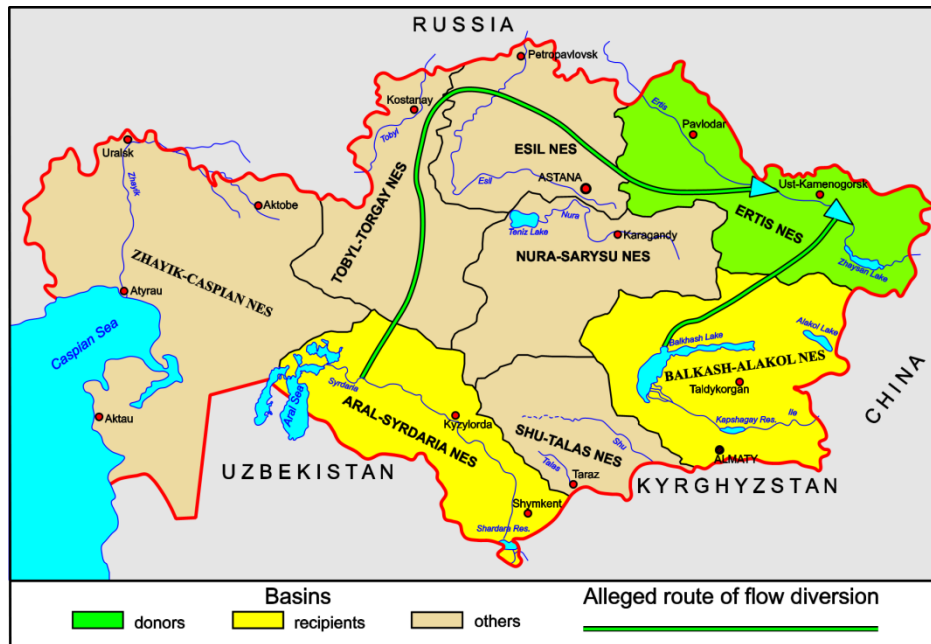 RUSSIA
Petropavlovsk
Kostanay
Tobyl
Ertis
Pavlodar
Uralsk
Zhayik
Aktobe
ESIL NES
ASTANA
Esil
Ust-Kamenogorsk
ERTIS NES
TOBYL-TORGAY NES
Teniz Lake
Nura
Karagandy
NURA-SARYSU NES
Zhaysan Lake
ZHAYIK-CASPIAN NES
Atyrau
Caspian Sea
Aktau
Balkhash Lake
Alakol Lake
BALKASH-ALAKOL NES
Taldykorgan
Kapshagay Res.
Ile
ALMATY
CHINA
Aral Sea
Syrdaria
ARAL-SYRDARIA NES
Kyzylorda
SHU-TALAS NES
Shu
Talas
Taraz
Shymkent
Shardara Res.
UZBEKISTAN
KYRGHYZSTAN
Basins
donors
recipients
others
Alleged route of flow diversion